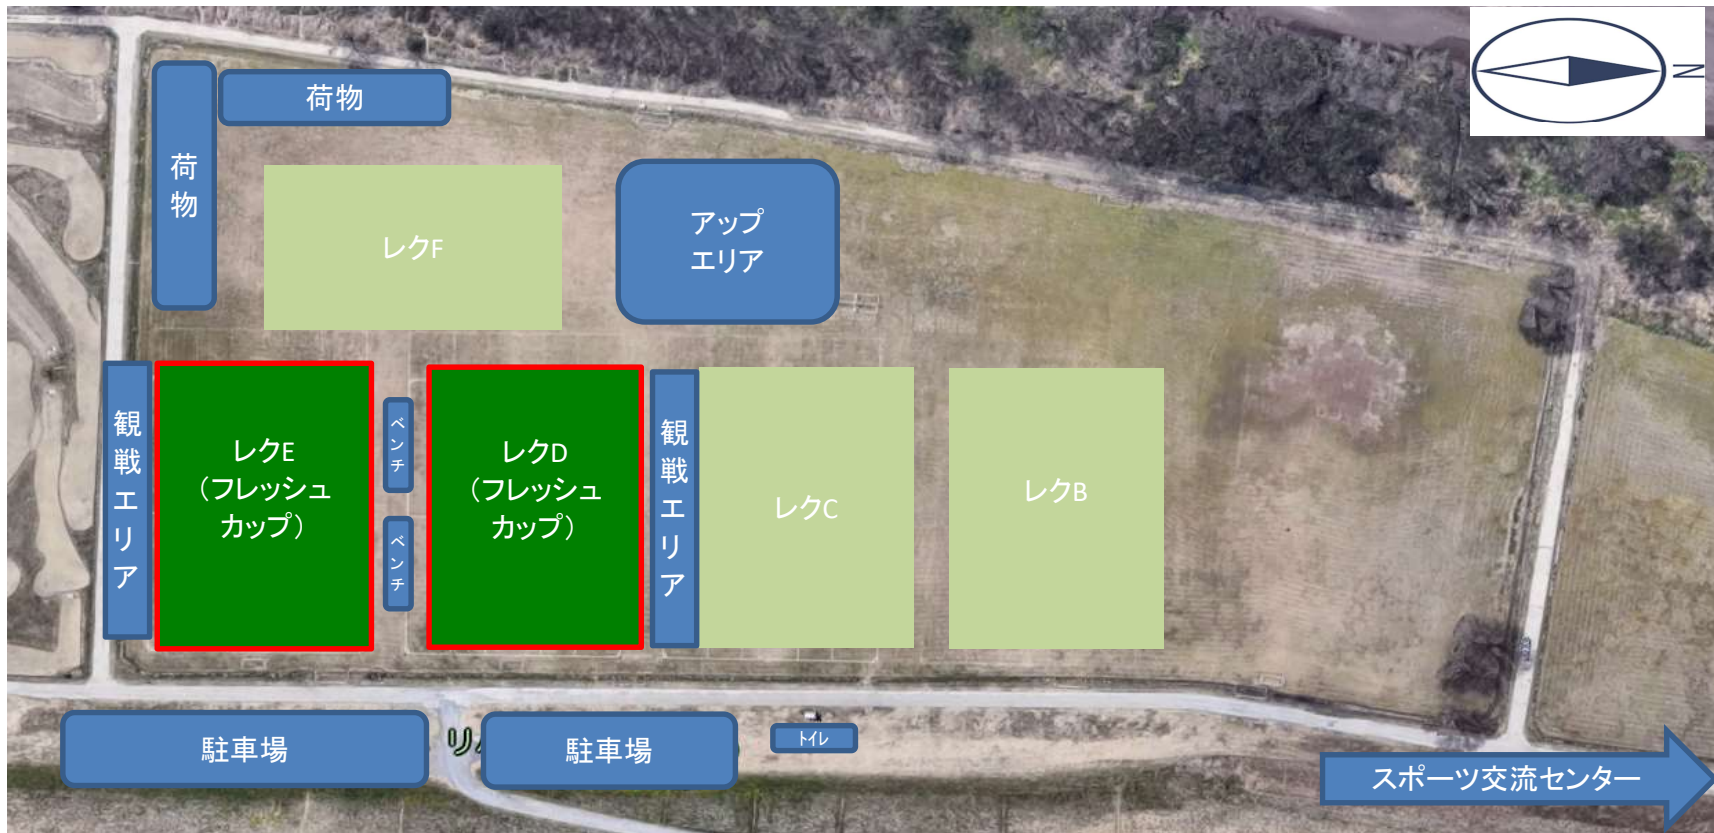 N
荷物
荷物
レクF
アップ
エリア
観戦エリア
レクE
（フレッシュ
カップ）
ベンチ
ベンチ
レクD
（フレッシュ
カップ）
観戦エリア
レクC
レクB
駐車場
リバ
駐車場
トイレ
スポーツ交流センター